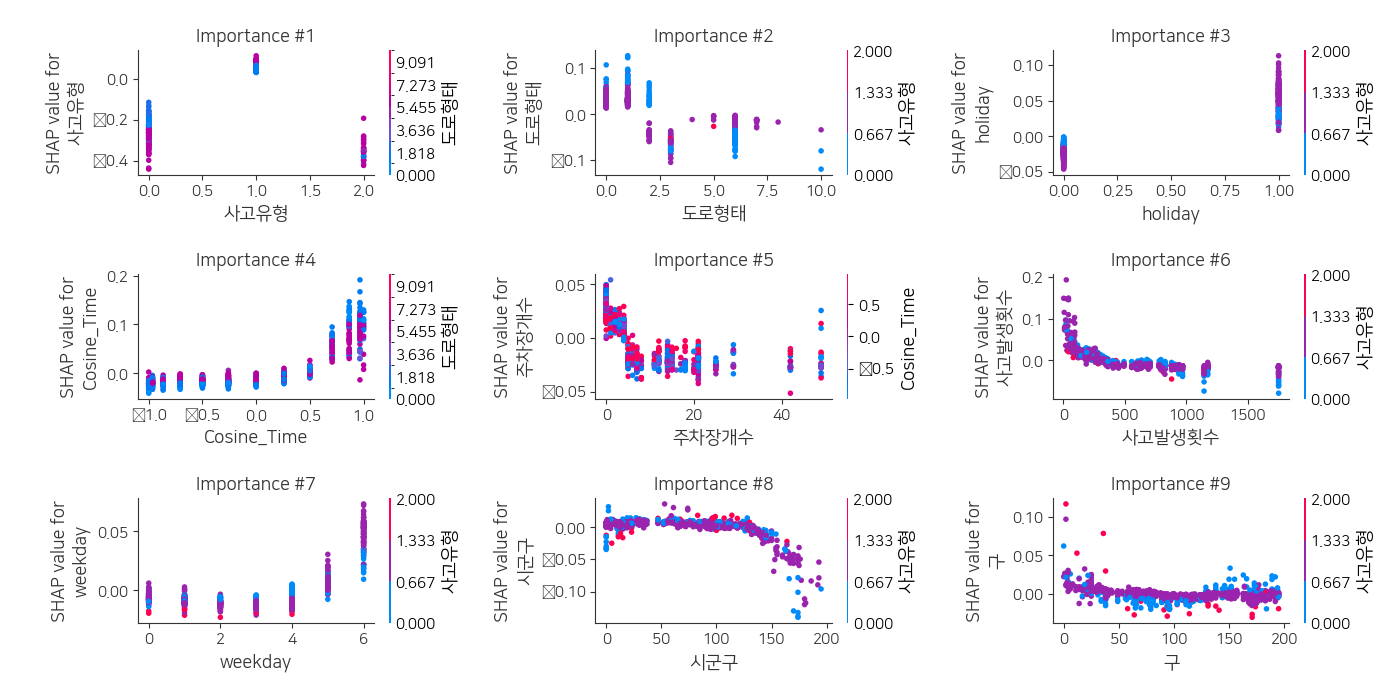 Importance #1
SHAP value for
사고유형
0.0
0.2
0.4
0.0
0.5
1.0
1.5
2.0
사고유형
9.091
7.273
5.455
3.636
1.818
0.000
도로형태
Importance #2
SHAP value for
도로형태
0.1
0.0
0.1
0.0
2.5
5.0
7.5
10.0
도로형태
2.000
1.333
0.667
0.000
사고유형
Importance #3
SHAP value for
holiday
0.10
0.05
0.00
0.05
0.00
0.25
0.50
0.75
1.00
holiday
2.000
1.333
0.667
0.000
사고유형
Importance #4
SHAP value for
Cosine_Time
0.2
0.1
0.0
1.0
0.5
0.0
0.5
1.0
Cosine_Time
9.091
7.273
5.455
3.636
1.818
0.000
도로형태
Importance #5
SHAP value for
주차장개수
0.05
0.00
0.05
0
20
40
주차장개수
0.5
0.0
0.5
Cosine_Time
Importance #6
SHAP value for
사고발생횟수
0.2
0.1
0.0
0
500
1000
1500
사고발생횟수
2.000
1.333
0.667
0.000
사고유형
Importance #7
SHAP value for
weekday
0.05
0.00
0
2
4
6
weekday
2.000
1.333
0.667
0.000
사고유형
Importance #8
SHAP value for
시군구
0.00
0.05
0.10
0
50
100
150
200
시군구
2.000
1.333
0.667
0.000
사고유형
Importance #9
SHAP value for
구
0.10
0.05
0.00
0
50
100
150
200
구
2.000
1.333
0.667
0.000
사고유형